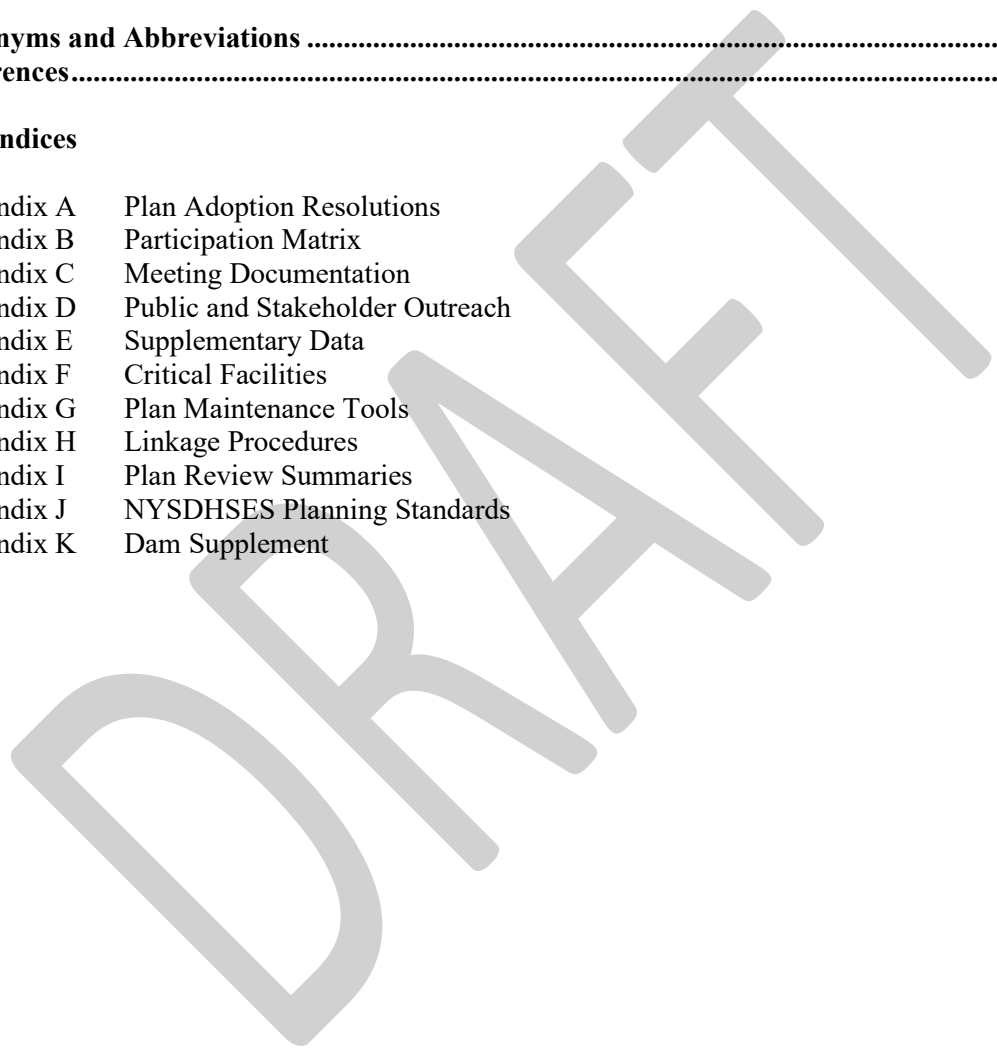 nyms and Abbreviations ................................................................................................
rences................................................................................................................................
ndices
ndix A Plan Adoption Resolutions
ndix B Participation Matrix
ndix C Meeting Documentation
ndix D Public and Stakeholder Outreach
ndix E Supplementary Data
ndix F Critical Facilities
ndix G Plan Maintenance Tools
ndix H Linkage Procedures
ndix I Plan Review Summaries
ndix J NYSDHSES Planning Standards
ndix K Dam Supplement
DRAFT